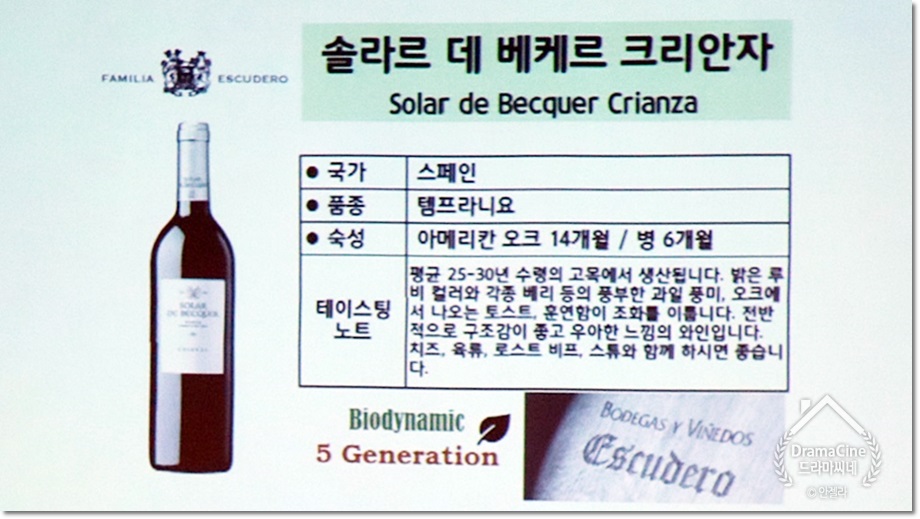 FAMILIA ESCUDERO
솔라르 데 베케르 크리안자
Solar de Becquer Crianza
● 국가 스페인
● 품종 템프라니요
● 숙성 아메리칸 오크 14개월 / 병 6개월
테이스팅
노트
평균 25-30년 수령의 고목에서 생산됩니다. 밝은 루
비 컬러와 각종 베리 등의 풍부한 과일 풍미, 오크에
서 나오는 토스트, 훈연함이 조화를 이룹니다. 전반
적으로 구조감이 좋고 우아한 느낌의 와인입니다.
치즈, 육류, 로스트 비프, 스튜와 함께 하시면 좋습니
다.
SOLAR
DE BECQUER
CRIANZA
Biodynamic
5 Generation
BODEGAS Y VIÑEDOS
Escudero
DramaCine
드라마씨네